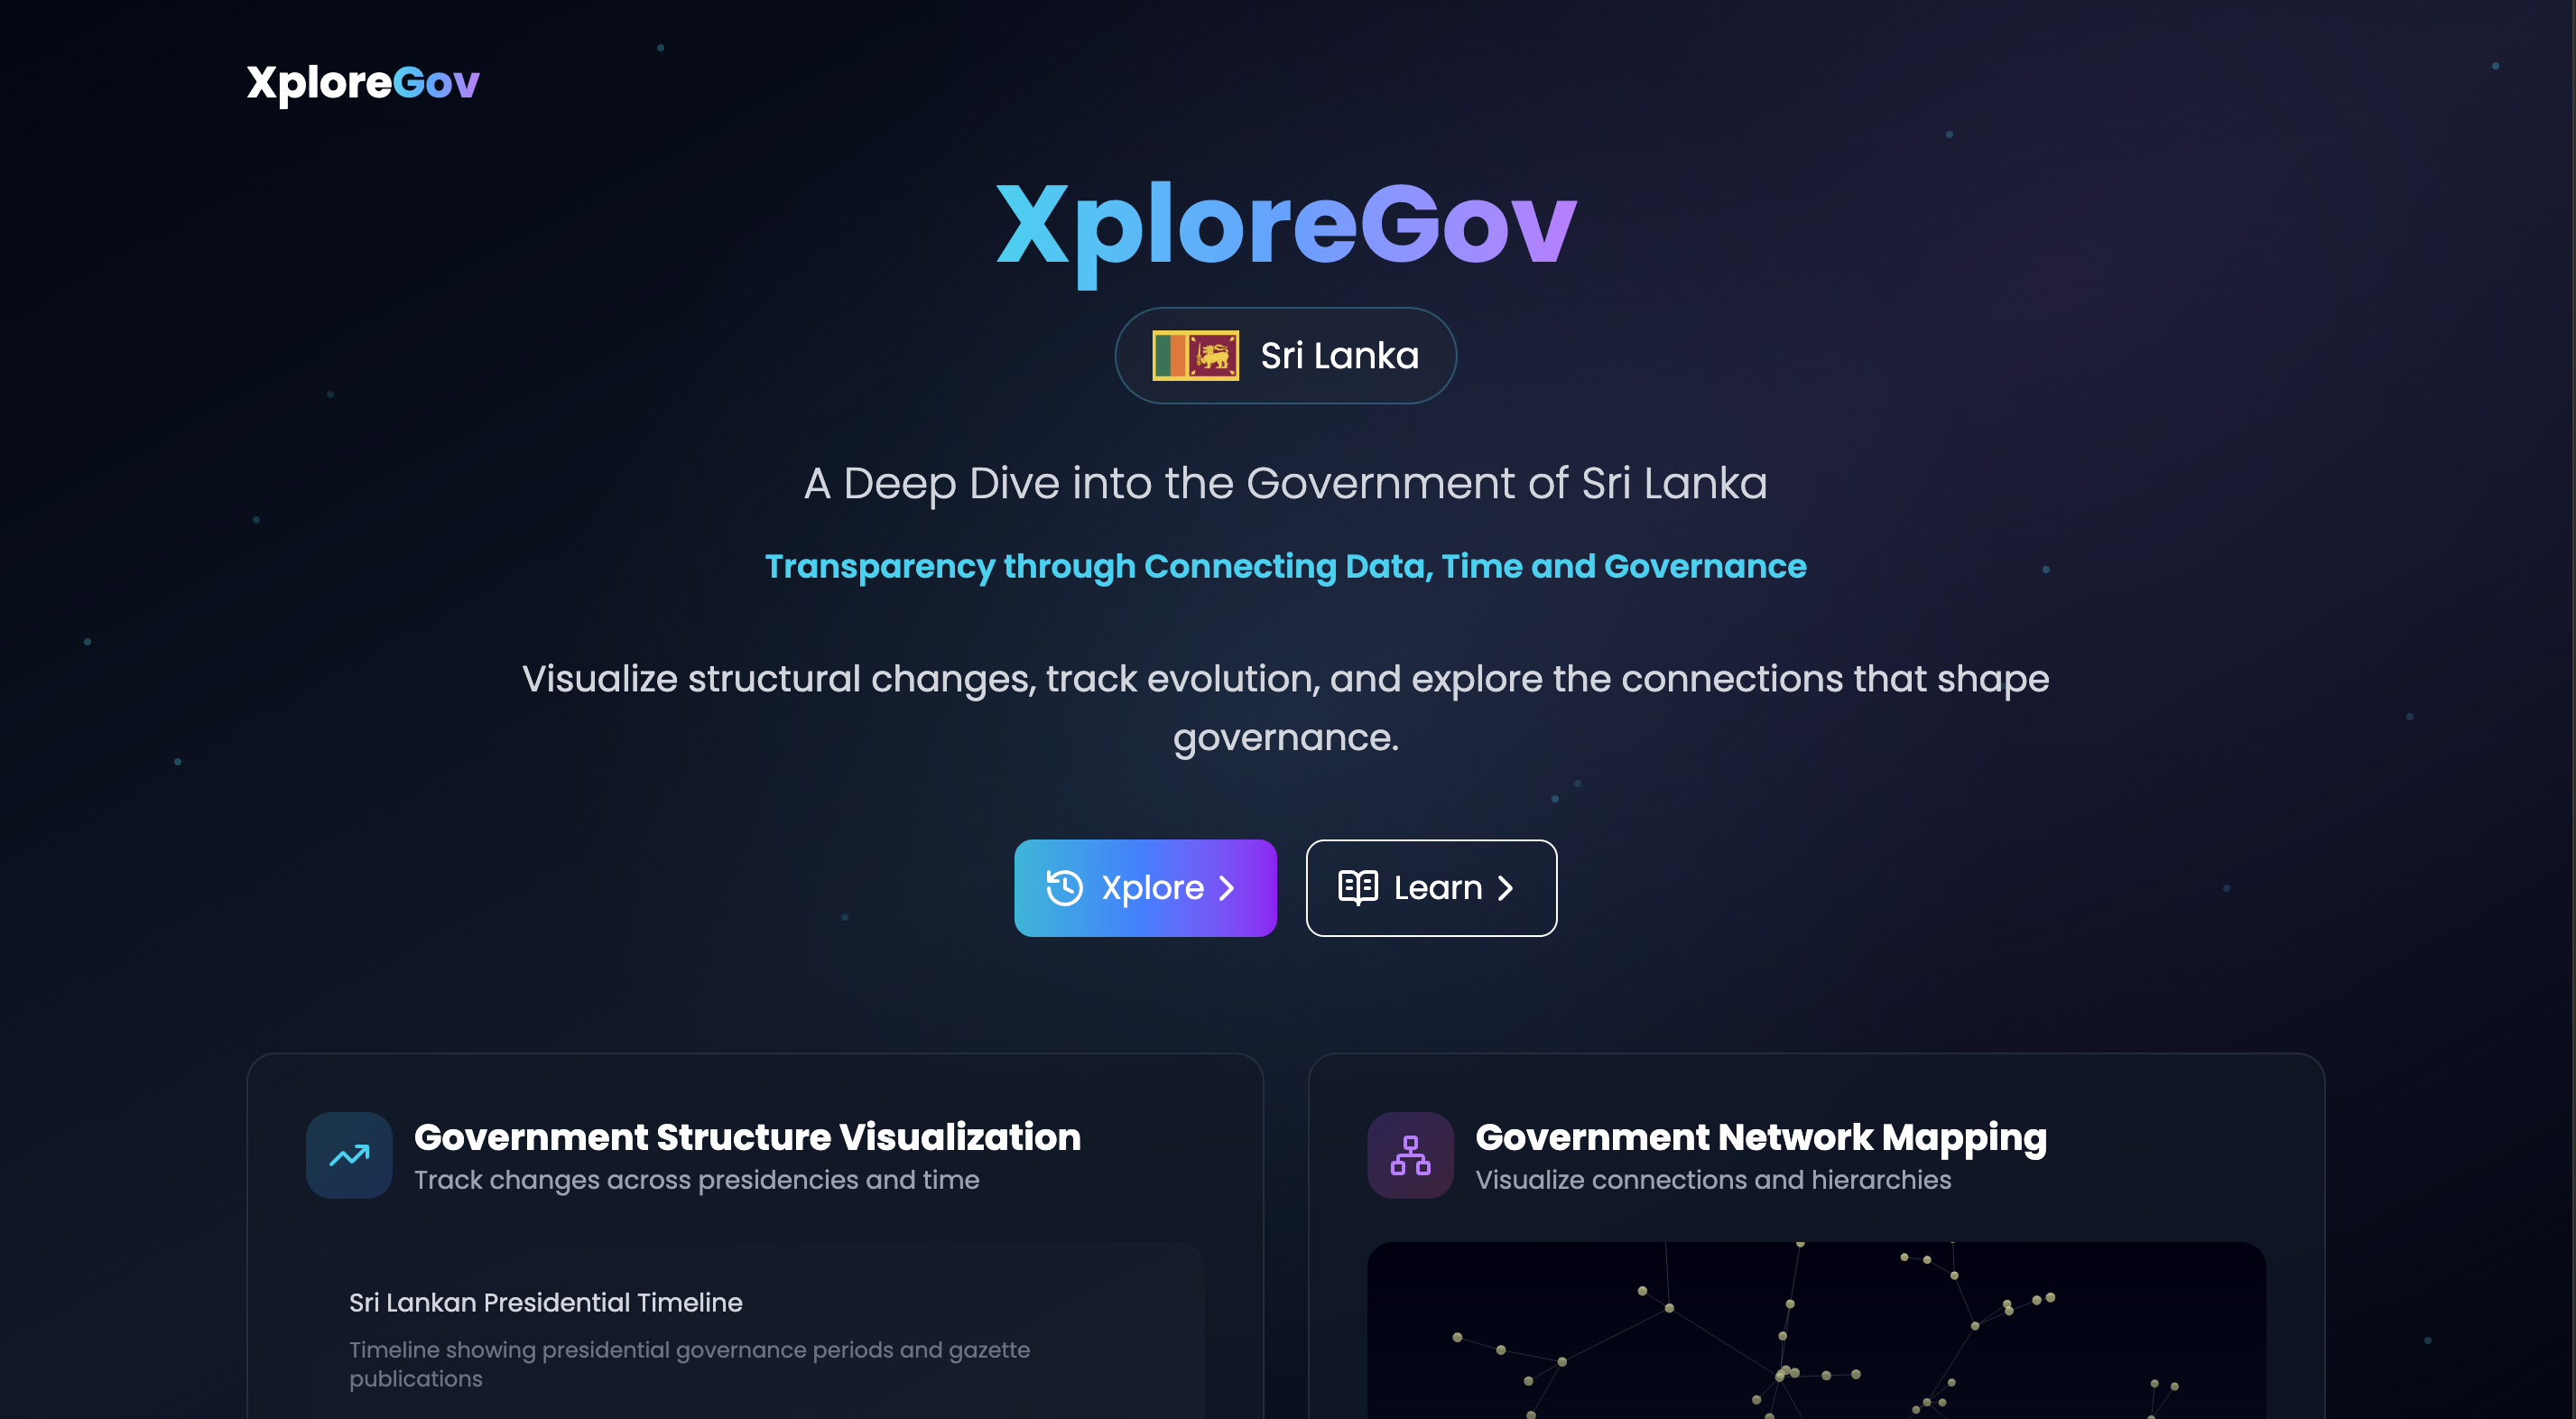 XploreGov
XploreGov
Sri Lanka
A Deep Dive into the Government of Sri Lanka
Transparency through Connecting Data, Time and Governance
Visualize structural changes, track evolution, and explore the connections that shape
governance.
Xplore
Learn
Government Structure Visualization
Track changes across presidencies and time
Sri Lankan Presidential Timeline
Timeline showing presidential governance periods and gazette
publications
Government Network Mapping
Visualize connections and hierarchies